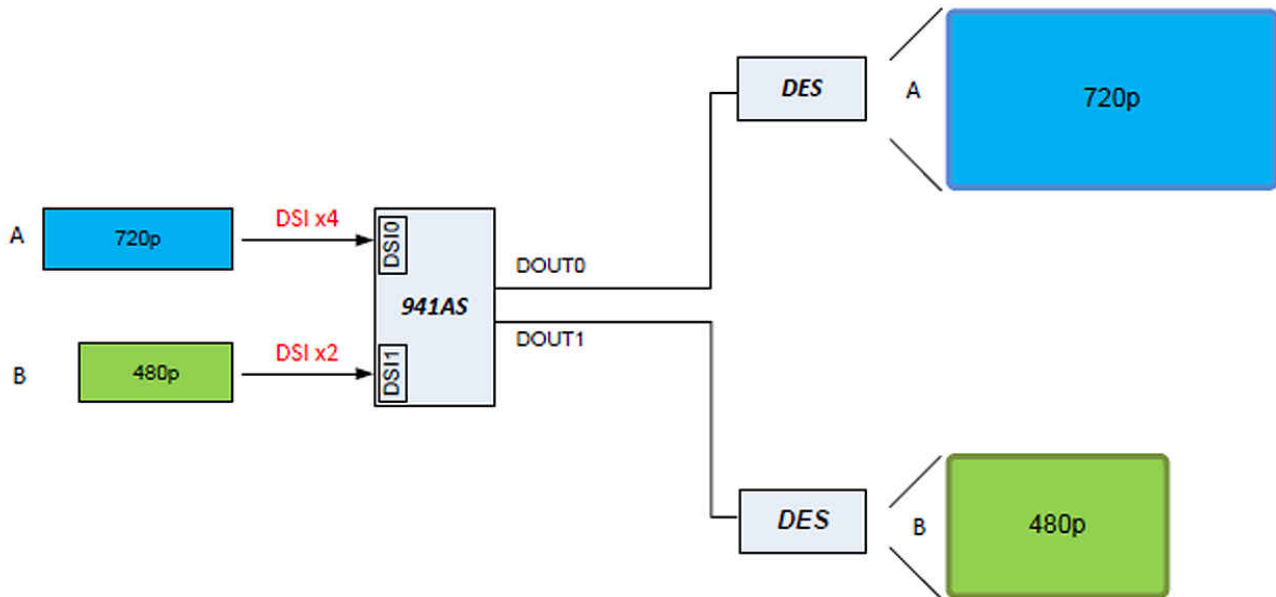 DES
A
720p
A
720p
DSI x4
DSI0
941AS
DOUT0
DOUT1
B
480p
DSI x2
DSI1
DES
B
480p